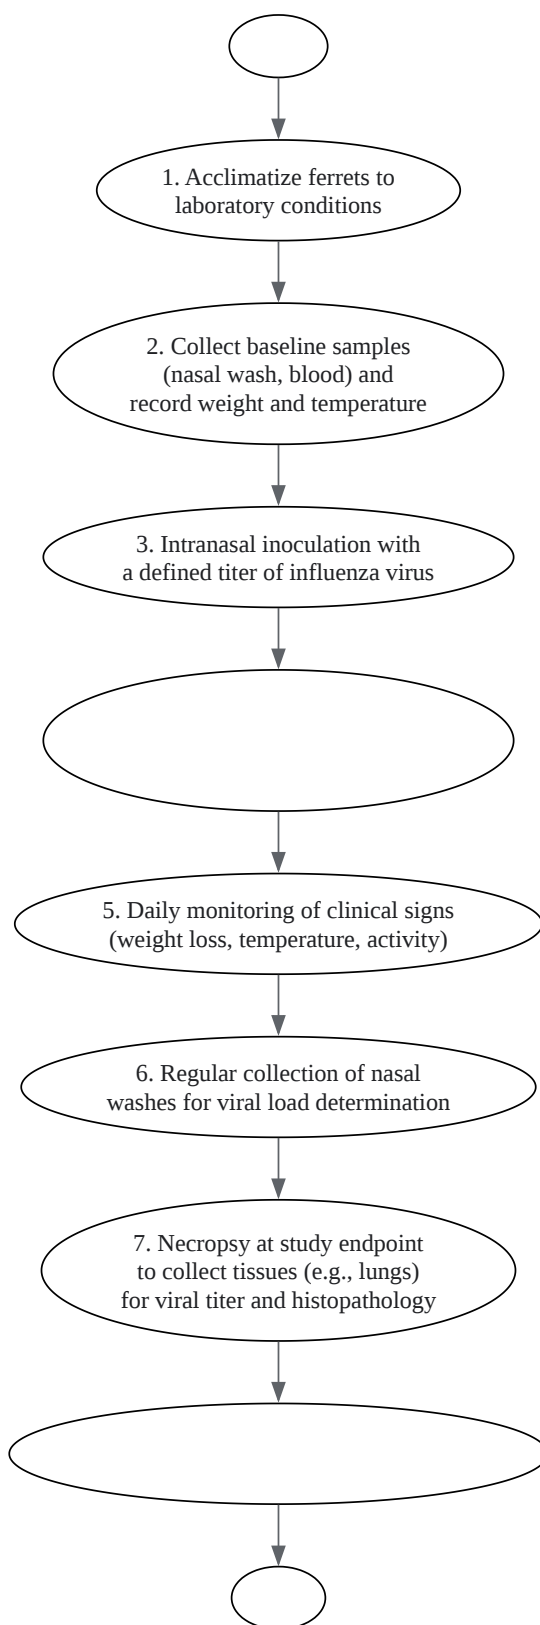 1. Acclimatize ferrets to
laboratory conditions
2. Collect baseline samples
(nasal wash, blood) and
record weight and temperature
3. Intranasal inoculation with
a defined titer of influenza virus
5. Daily monitoring of clinical signs
(weight loss, temperature, activity)
6. Regular collection of nasal
washes for viral load determination
7. Necropsy at study endpoint
to collect tissues (e.g., lungs)
for viral titer and histopathology